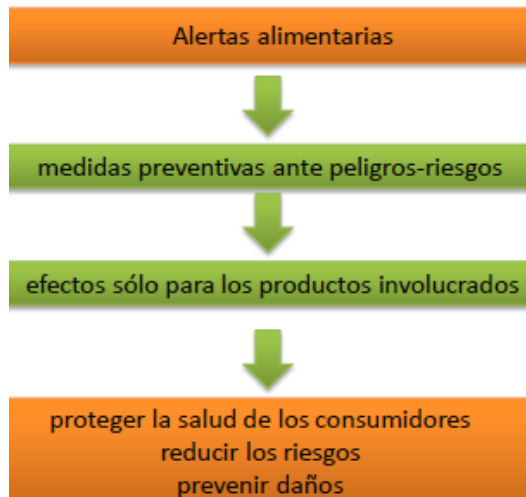 Alertas alimentarias
medidas preventivas ante peligros-riesgos
efectos sólo para los productos involucrados
proteger la salud de los consumidores
reducir los riesgos
prevenir daños